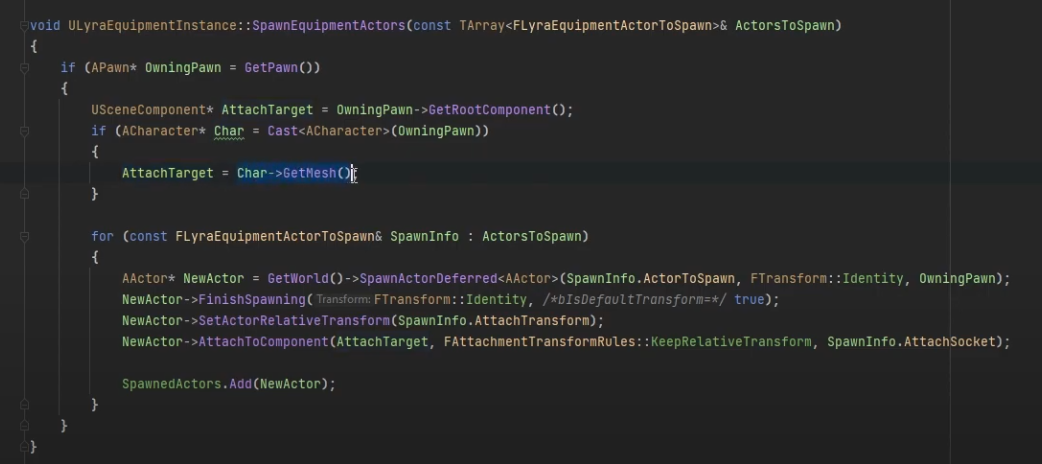 void ULyraEquipmentInstance::SpawnEquipmentActors(const TArray<FLyraEquipmentActorToSpawn>& ActorsToSpawn)
{
if (APawn* OwningPawn = GetPawn())
{
USceneComponent* AttachTarget = OwningPawn->GetRootComponent();
if (ACharacter* Char = Cast<ACharacter>(OwningPawn))
{
AttachTarget = Char->GetMesh();
}
for (const FLyraEquipmentActorToSpawn& SpawnInfo : ActorsToSpawn)
{
AActor* NewActor = GetWorld()->SpawnActorDeferred<AActor>(SpawnInfo.ActorToSpawn, FTransform::Identity, OwningPawn);
NewActor->FinishSpawning( Transform: FTransform::Identity, /*bIsDefaultTransform=*/ true);
NewActor->SetActorRelativeTransform(SpawnInfo.AttachTransform);
NewActor->AttachToComponent(AttachTarget, FAttachmentTransformRules::KeepRelativeTransform, SpawnInfo.AttachSocket);
SpawnedActors.Add(NewActor);
}
}
}